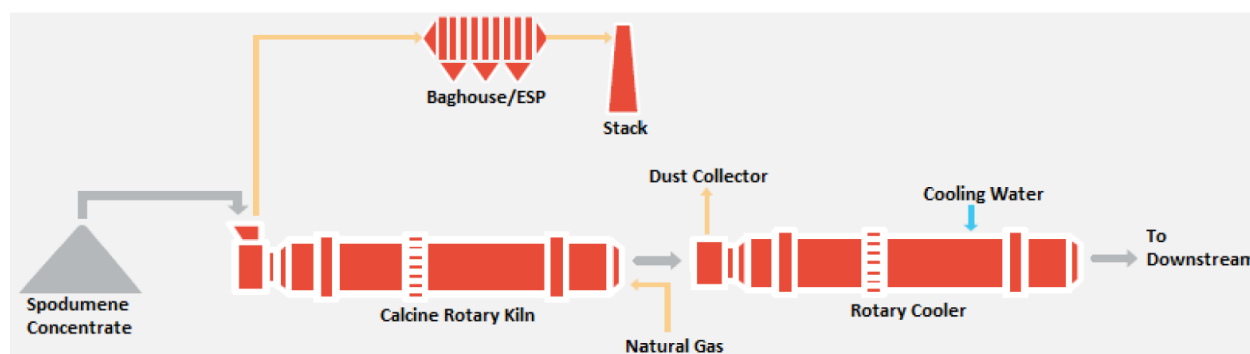 Baghouse/ESP
Stack
Dust Collector
Cooling Water
To
Downstream
Spodumene
Concentrate
Calcine Rotary Kiln
Rotary Cooler
Natural Gas